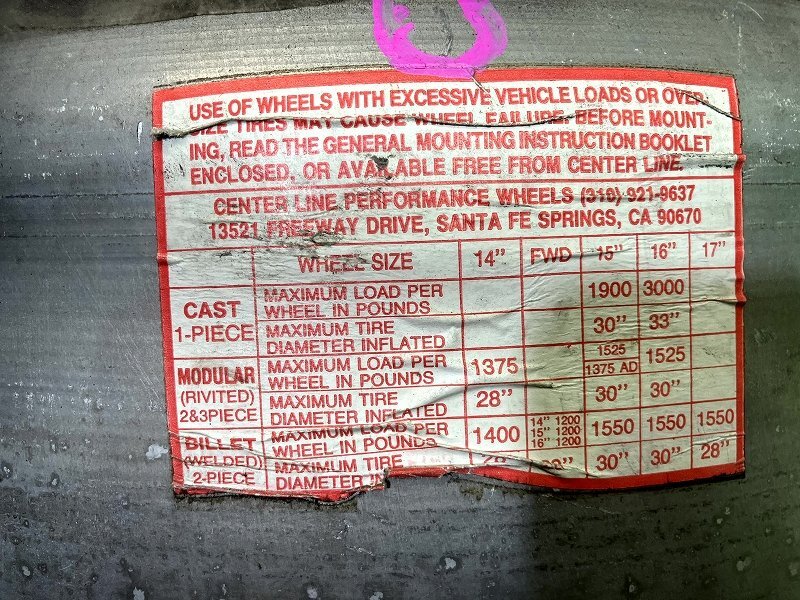 USE OF WHEELS WITH EXCESSIVE VEHICLE LOADS OR OVER-
SIZE TIRES MAY CAUSE WHEEL FAILURE. BEFORE MOUNT-
ING, READ THE GENERAL MOUNTING INSTRUCTION BOOKLET
ENCLOSED, OR AVAILABLE FREE FROM CENTER LINE.
CENTER LINE PERFORMANCE WHEELS (310) 921-9637
13521 FREEWAY DRIVE, SANTA FE SPRINGS, CA 90670
WHEEL SIZE 14" FWD 15" 16" 17"
CAST
1-PIECE
MAXIMUM LOAD PER
WHEEL IN POUNDS
1900 3000
MAXIMUM TIRE
DIAMETER INFLATED
30" 33"
MODULAR
(RIVITED)
2&3PIECE
MAXIMUM LOAD PER
WHEEL IN POUNDS
1375
1525
1375 AD
1525
MAXIMUM TIRE
DIAMETER INFLATED
28" 30" 30"
BILLET
(WELDED)
2-PIECE
MAXIMUM LOAD PER
WHEEL IN POUNDS
1400
14" 1200
15" 1200
16" 1200
1550 1550 1550
MAXIMUM TIRE
DIAMETER
30" 30" 28"